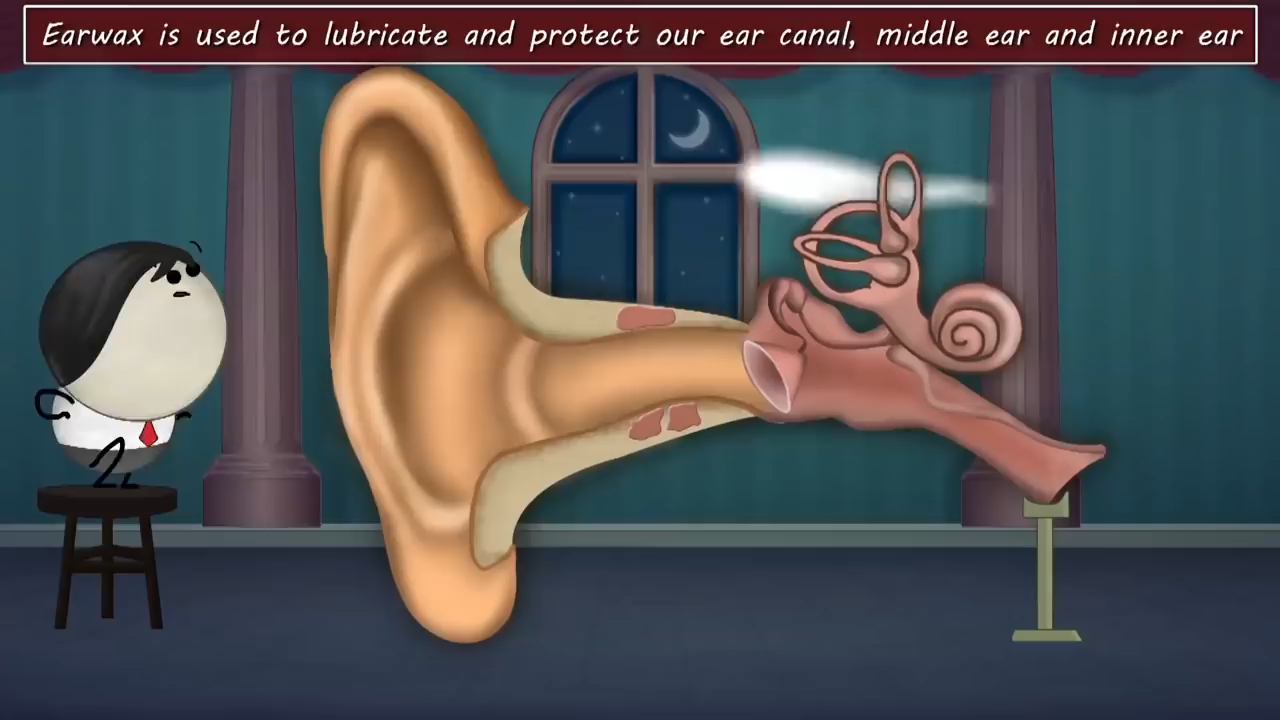 Earwax is used to lubricate and protect our ear canal, middle ear and inner ear